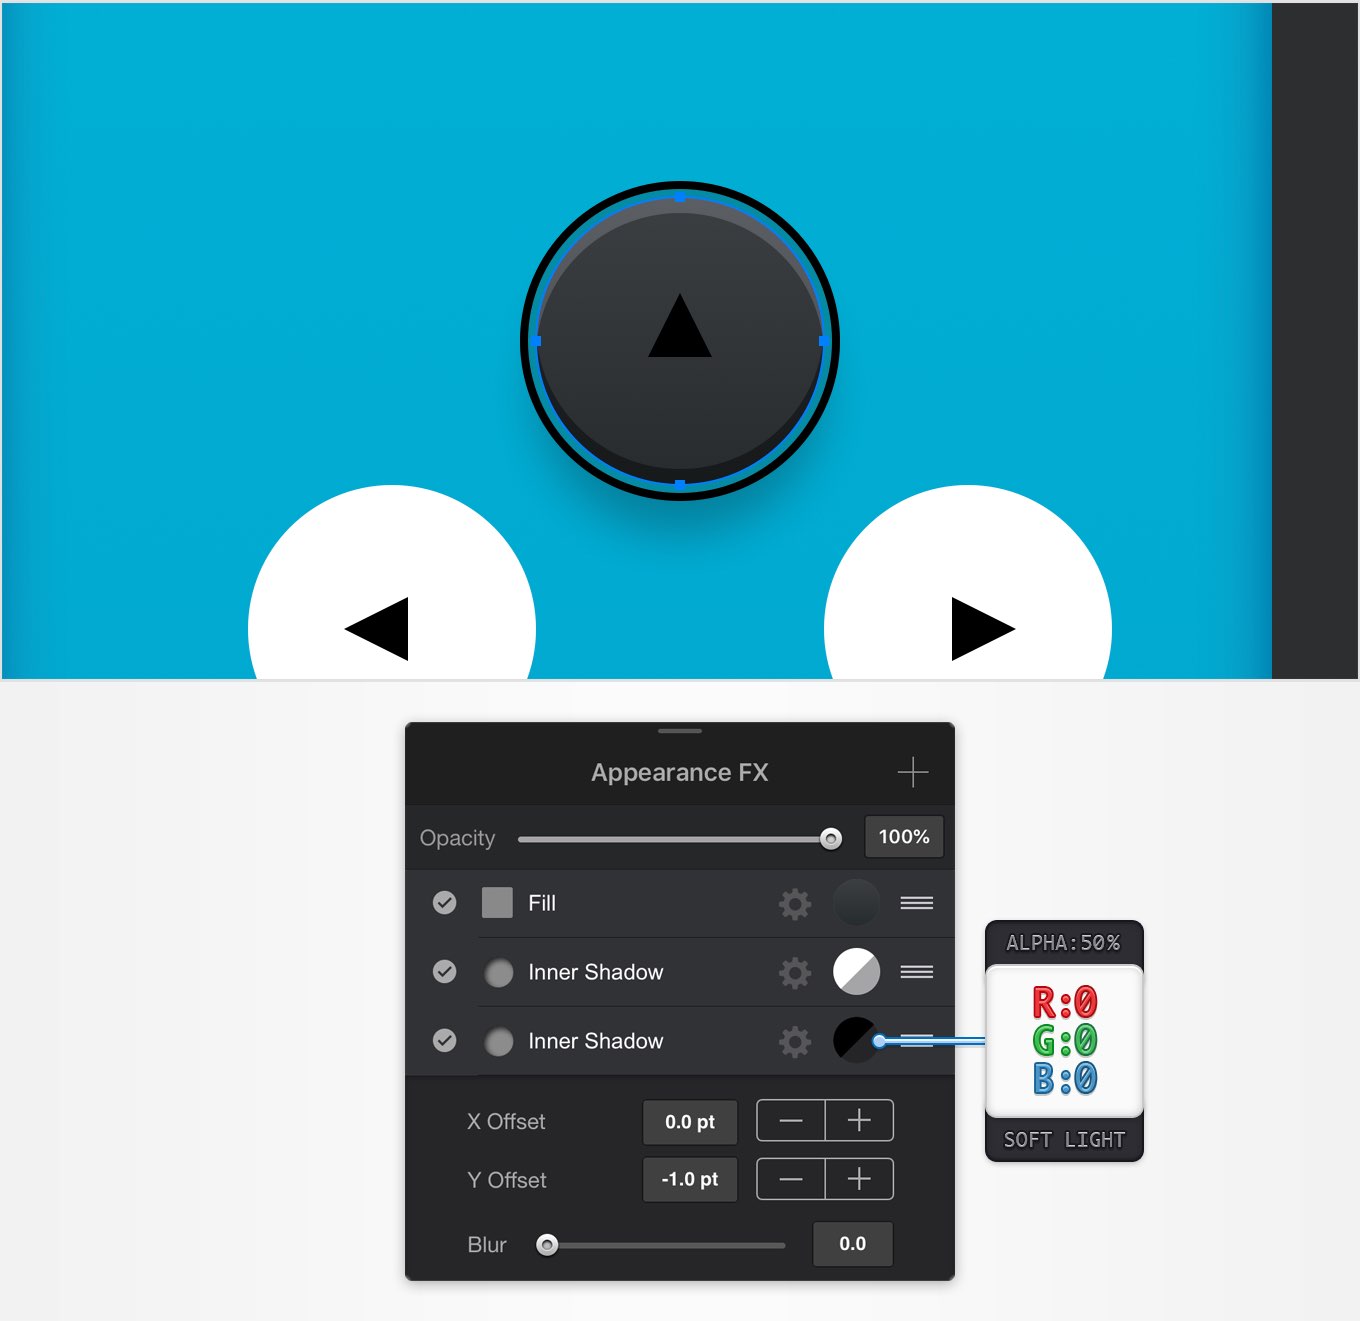 Appearance FX
Opacity 100%
Fill
Inner Shadow
Inner Shadow
X Offset 0.0 pt
Y Offset -1.0 pt
Blur 0.0
ALPHA:50%
R:0
G:0
B:0
SOFT LIGHT